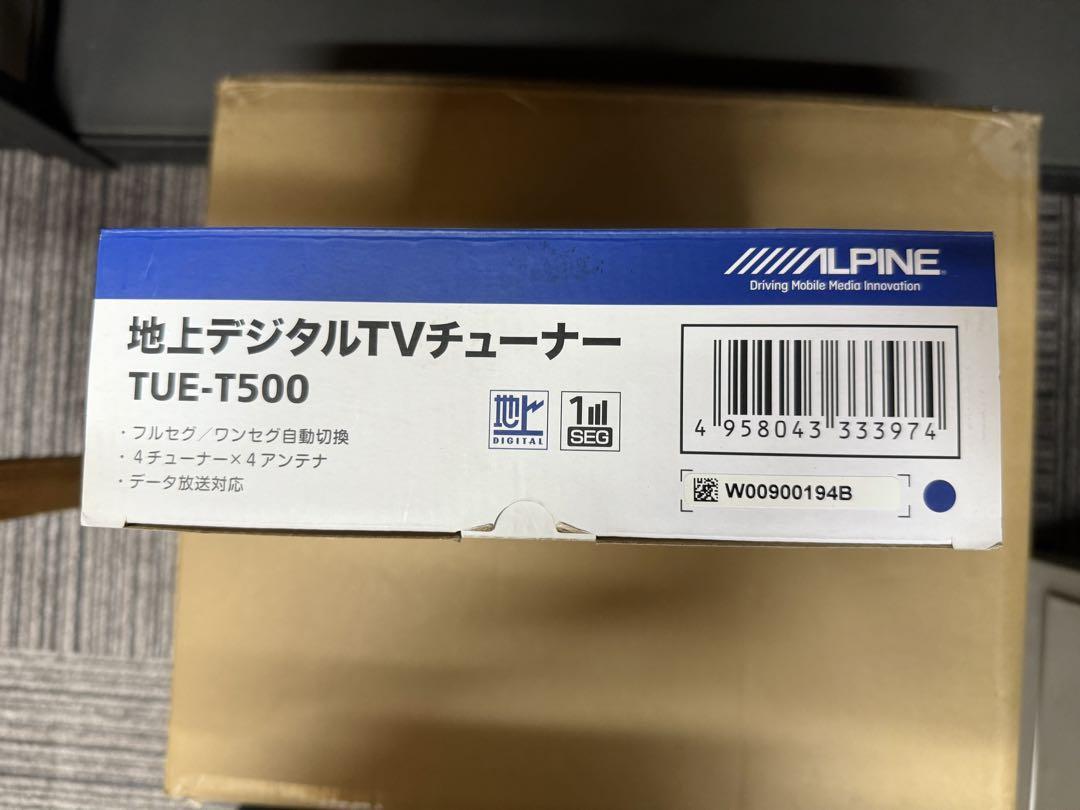 ALPINE
Driving Mobile Media Innovation
地上デジタルTVチューナー
TUE-T500
・フルセグ／ワンセグ自動切換
・4チューナー×4アンテナ
・データ放送対応
地上
DIGITAL
1
SEG
4 958043 333974
W00900194B